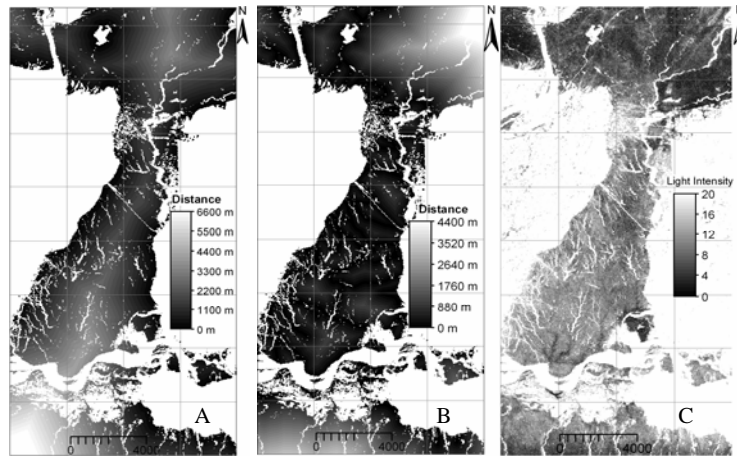 N
Distance
6600 m
5500 m
4400 m
3300 m
2200 m
1100 m
0 m
A
0 4000
N
Distance
4400 m
3520 m
2640 m
1760 m
880 m
0 m
B
0 4000
N
Light Intensity
20
16
12
8
4
0
C
0 4000